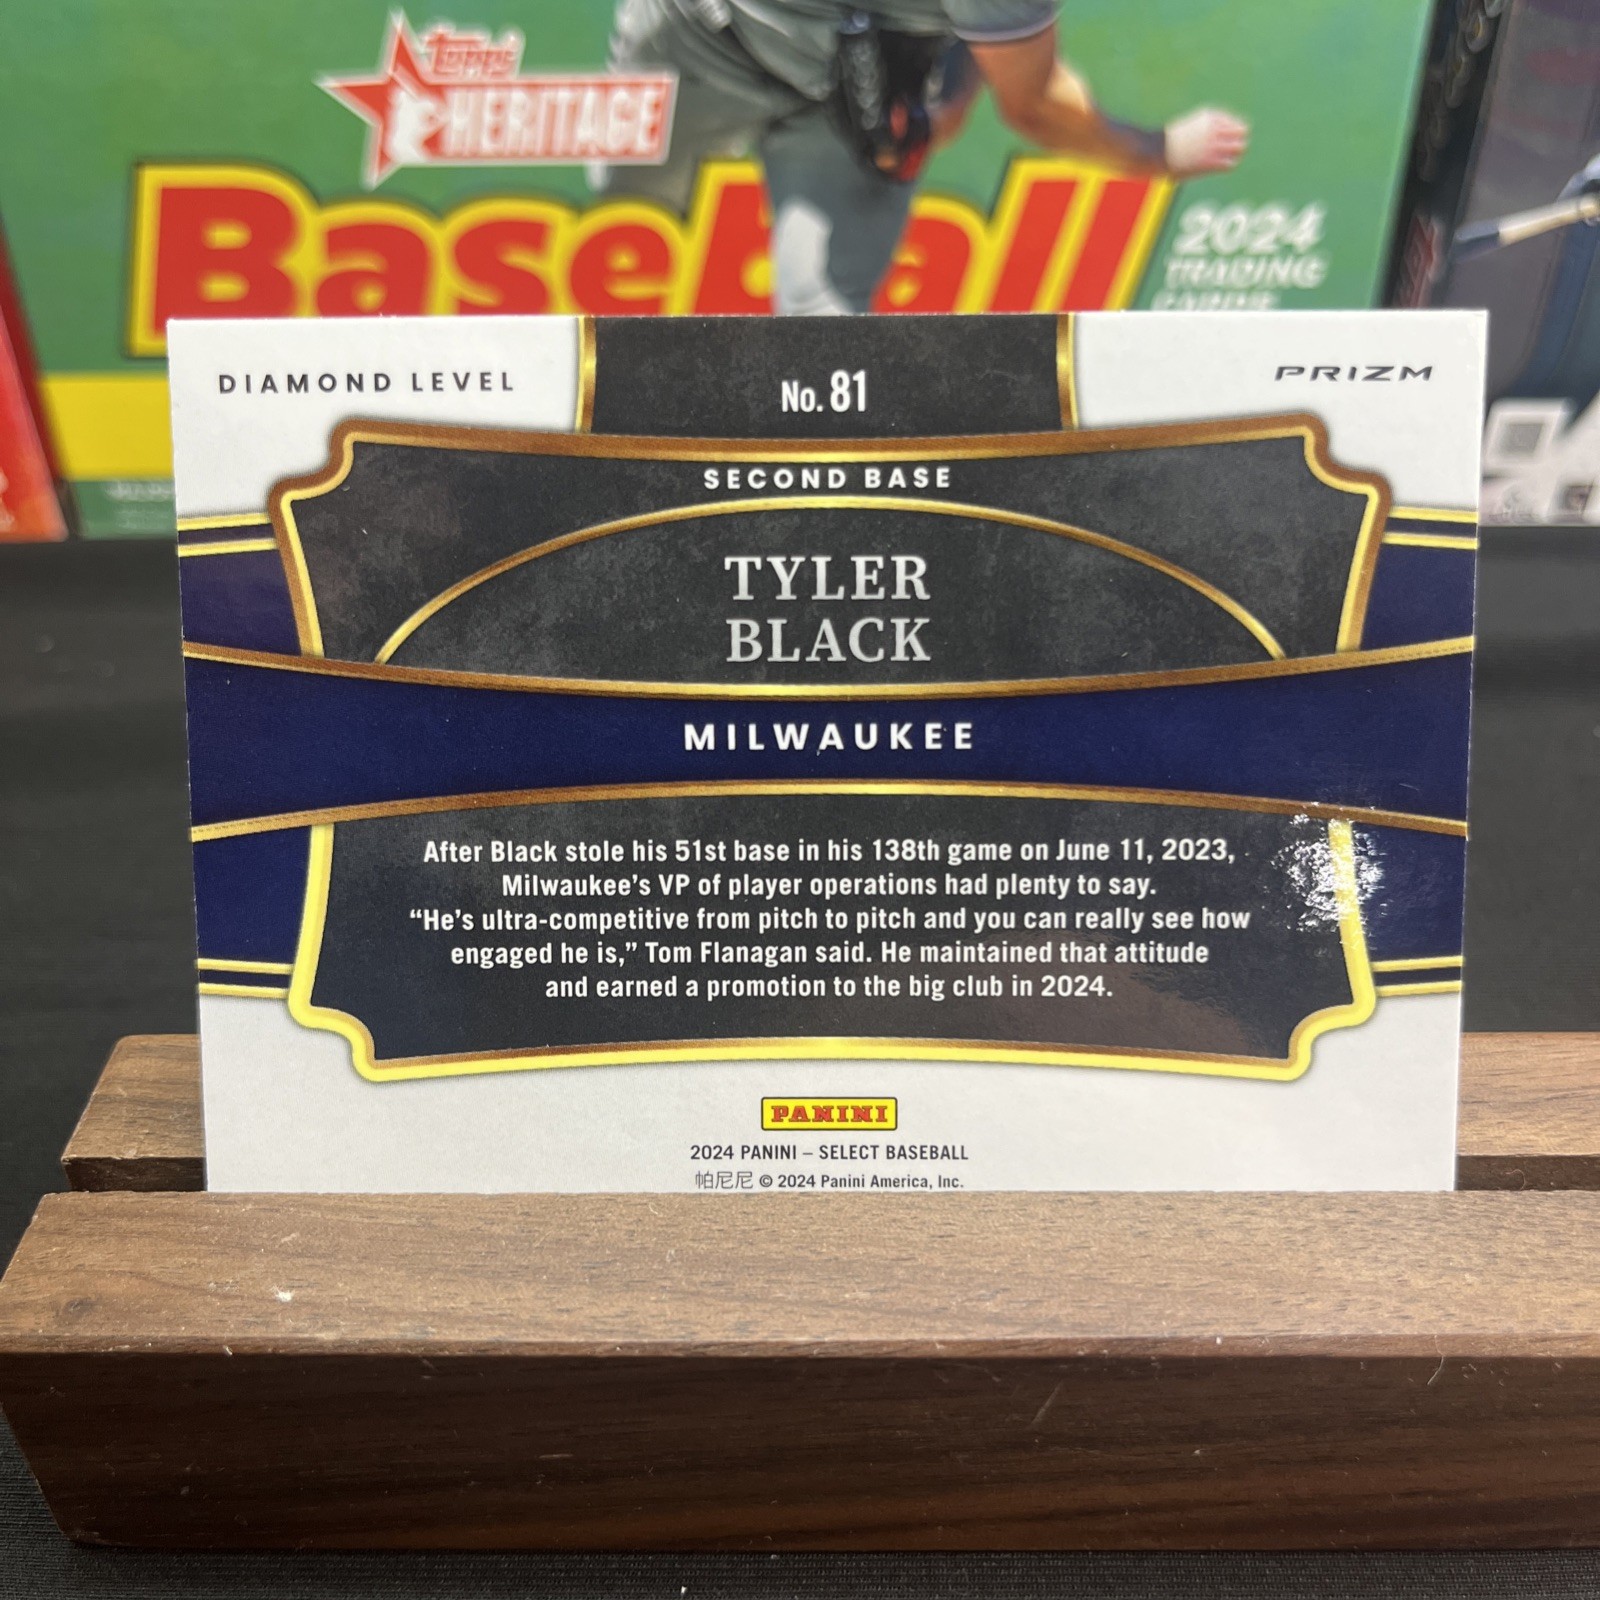 Topps
HERITAGE
Baseball
2024
TRADING
CARDS
DIAMOND LEVEL
No. 81
PRIZM
SECOND BASE
TYLER
BLACK
MILWAUKEE
After Black stole his 51st base in his 138th game on June 11, 2023,
Milwaukee's VP of player operations had plenty to say.
“He's ultra-competitive from pitch to pitch and you can really see how
engaged he is,” Tom Flanagan said. He maintained that attitude
and earned a promotion to the big club in 2024.
PANINI
2024 PANINI – SELECT BASEBALL
帕尼尼 © 2024 Panini America, Inc.